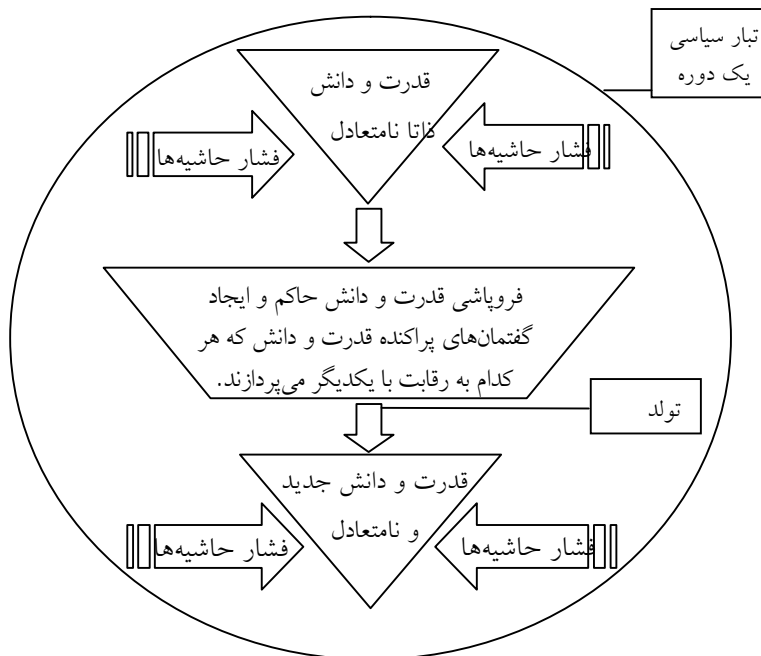 تبار سیاسی
یک دوره
قدرت و دانش
ذاتا نامتعادل
فشار حاشیه‌ها
فشار حاشیه‌ها
فروپاشی قدرت و دانش حاکم و ایجاد
گفتمان‌های پراکنده قدرت و دانش که هر
کدام به رقابت با یکدیگر می‌پردازند.
تولد
قدرت و دانش جدید
و نامتعادل
فشار حاشیه‌ها
فشار حاشیه‌ها